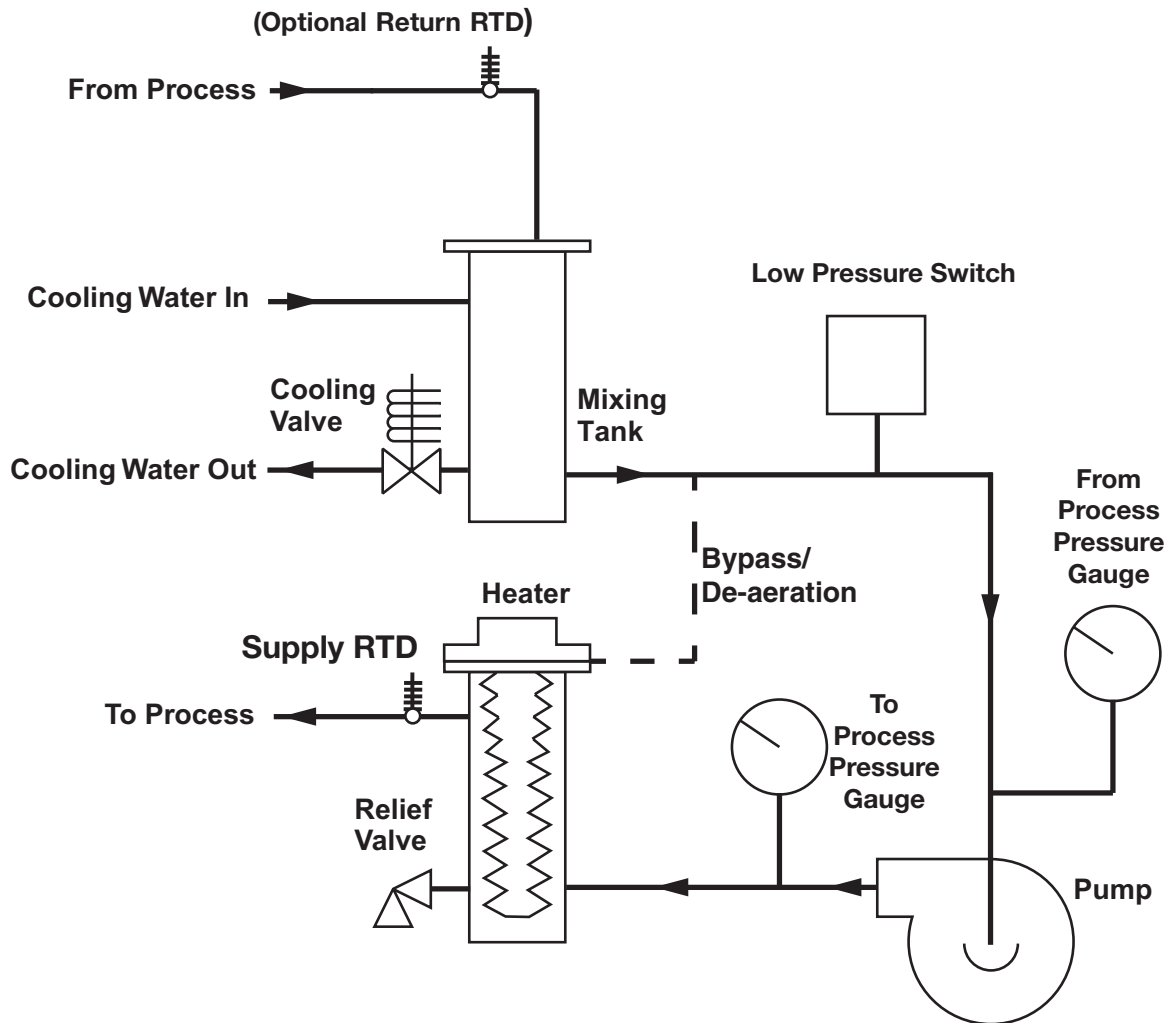 (Optional Return RTD)
From Process
Cooling Water In
Low Pressure Switch
Cooling
Valve
Mixing
Tank
Cooling Water Out
From
Process
Pressure
Gauge
Bypass/
De-aeration
Heater
Supply RTD
To Process
To
Process
Pressure
Gauge
Relief
Valve
Pump